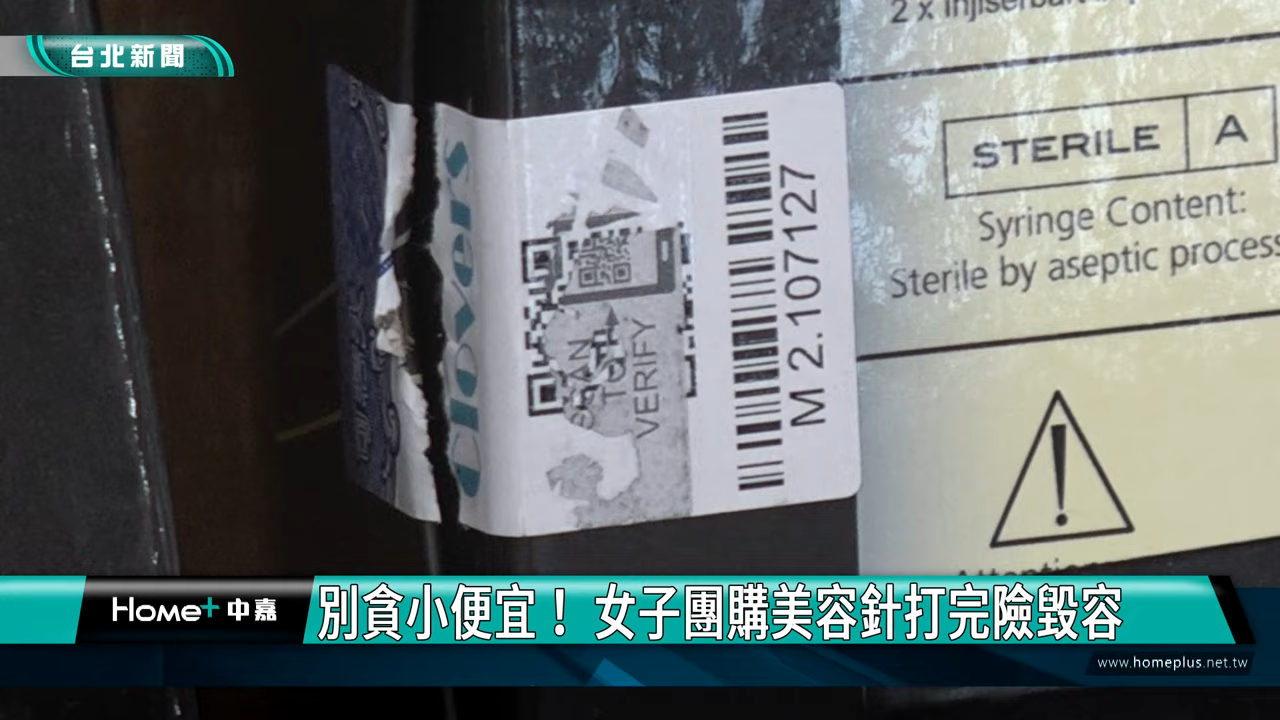 台北新聞
2 x Injiserbart
STERILE A
Syringe Content:
Sterile by aseptic process
Clovers
SCAN
TO
VERIFY
M 2.107127
Home+中嘉
別貪小便宜！ 女子團購美容針打完險毀容
www.homeplus.net.tw